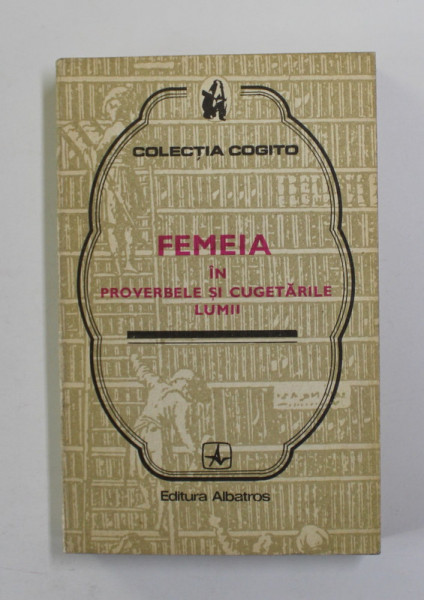 COLECȚIA COGITO
FEMEIA
ÎN
PROVERBELE ȘI CUGETĂRILE
LUMII
Editura Albatros